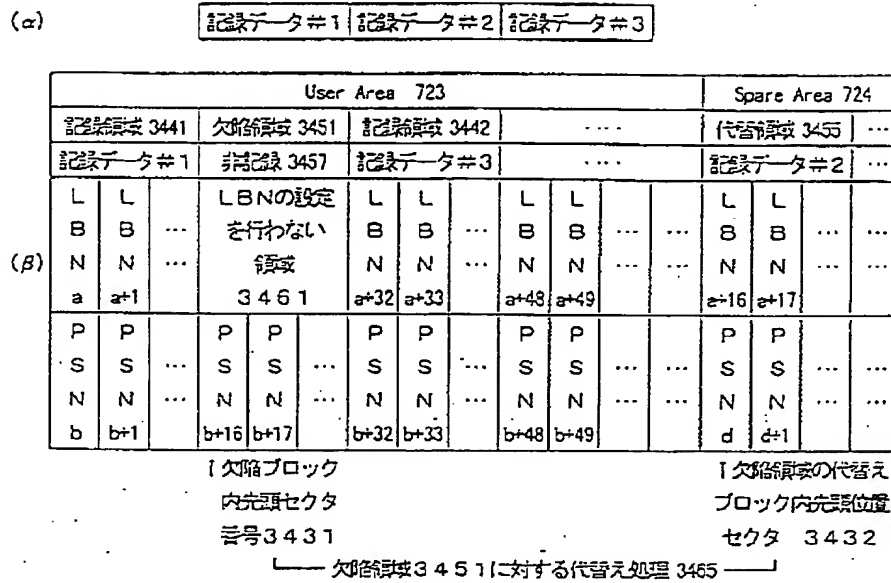 (α) 記録データ#1 記録データ#2 記録データ#3
User Area 723 Spare Area 724
記録領域 3441 欠陥領域 3451 記録領域 3442 ‥‥ 代替領域 3455 …
記録データ#1 非記録 3457 記録データ#3 ‥‥ 記録データ#2 …
L L LBNの設定 L L L L L L
B B … を行わない B B … B B … … B B … …
(β) N N … 領域 N N … N N … … N N … …
a a+1 3461 a+32 a+33 a+48 a+49 a+16 a+17
P P P P P P P P P P
S S … S S … S S … S S … … S S … …
N N … N N … N N … N N … … N N … …
b b+1 b+16 b+17 b+32 b+33 b+48 b+49 d d+1
↑欠陥ブロック ↑欠陥領域の代替え
内先頭セクタ ブロック内先頭位置
番号3431 セクタ 3432
欠陥領域3451に対する代替え処理 3465